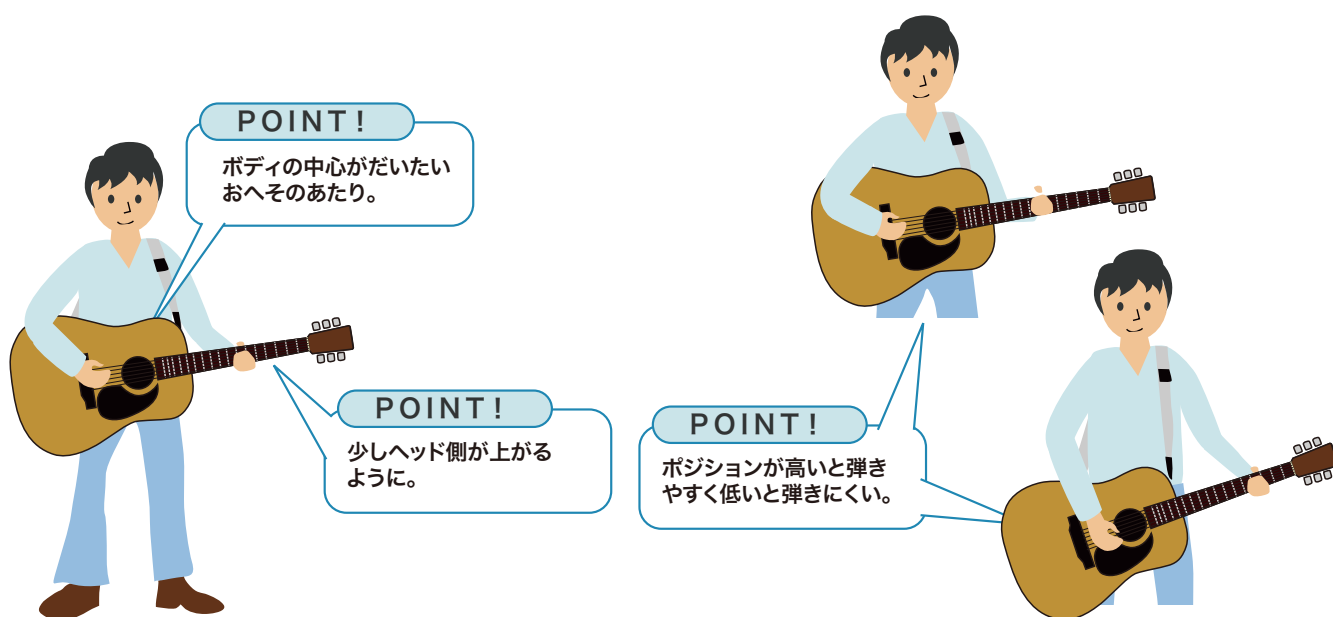 POINT!
ボディの中心がだいたい
おへそのあたり。
POINT!
少しヘッド側が上がる
ように。
POINT!
ポジションが高いと弾き
やすく低いと弾きにくい。